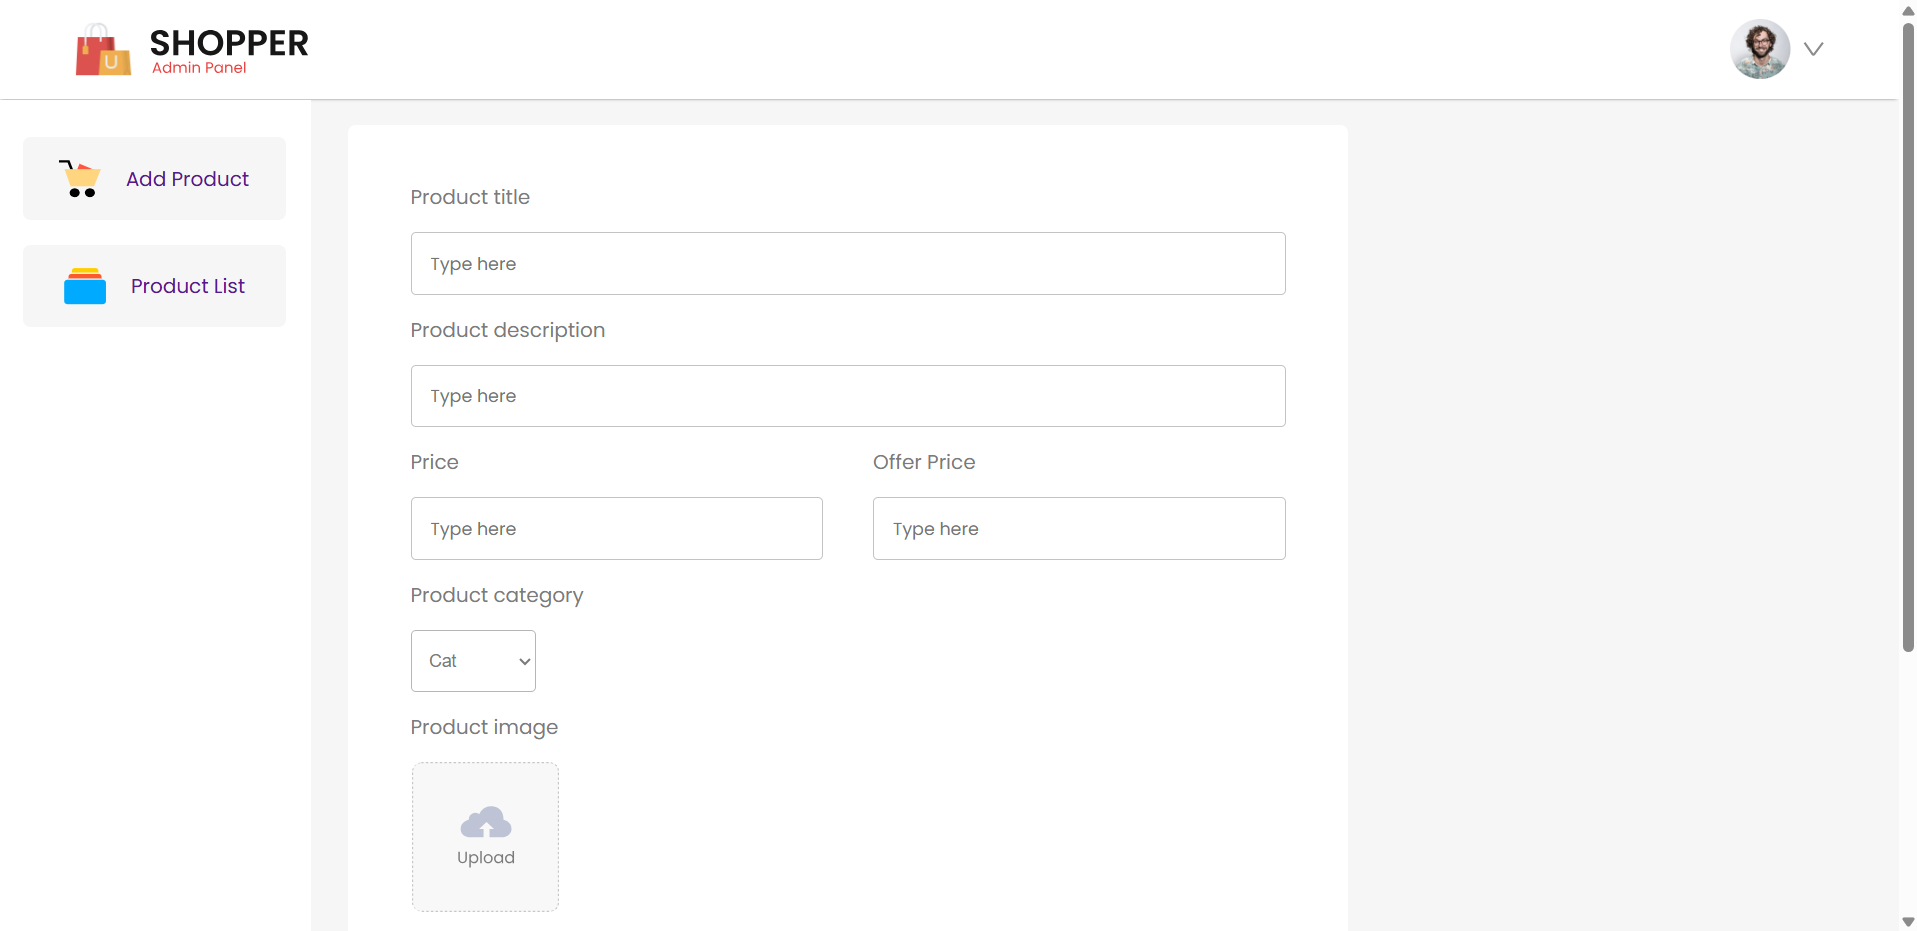 SHOPPER
Admin Panel
U
Add Product
Product List
Product title
Type here
Product description
Type here
Price Offer Price
Type here Type here
Product category
Cat
Product image
Upload